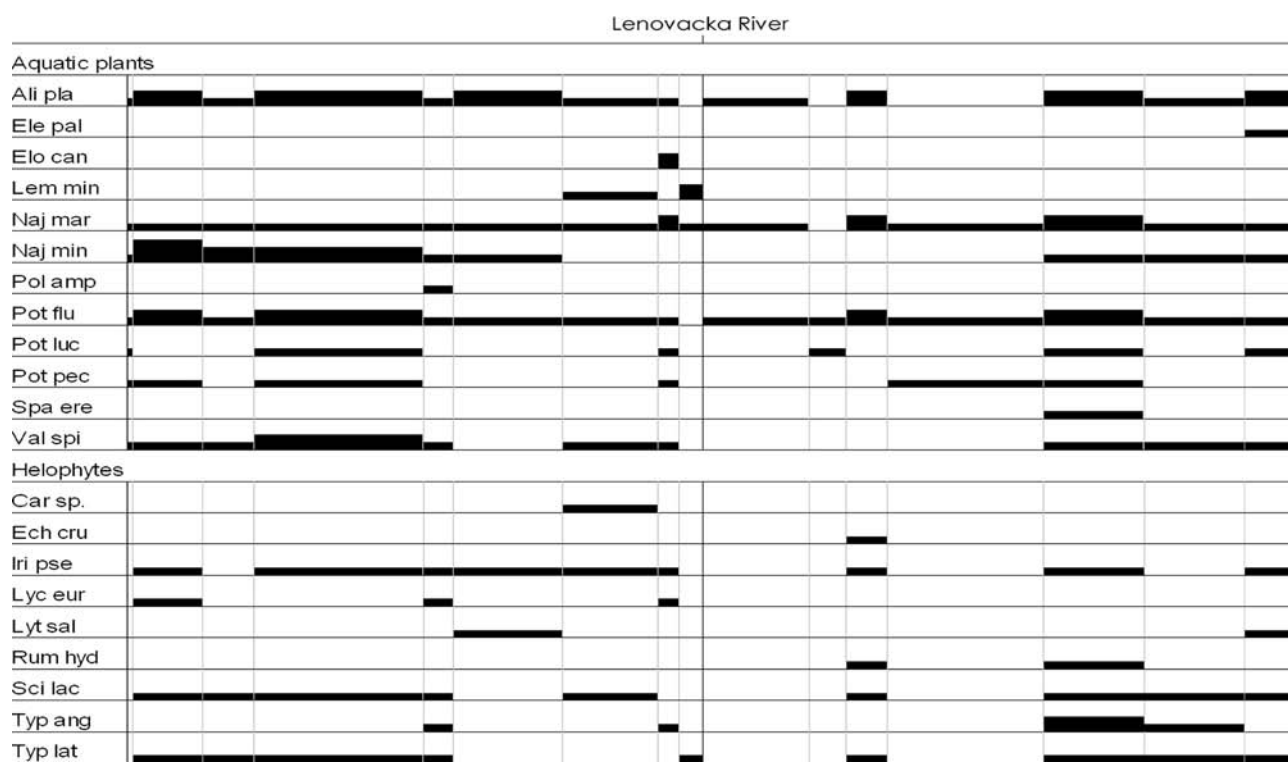 Lenovacka River
Aquatic plants
Ali pla
Ele pal
Elo can
Lem min
Naj mar
Naj min
Pol amp
Pot flu
Pot luc
Pot pec
Spa ere
Val spi
Helophytes
Car sp.
Ech cru
Iri pse
Lyc eur
Lyt sal
Rum hyd
Sci lac
Typ ang
Typ lat